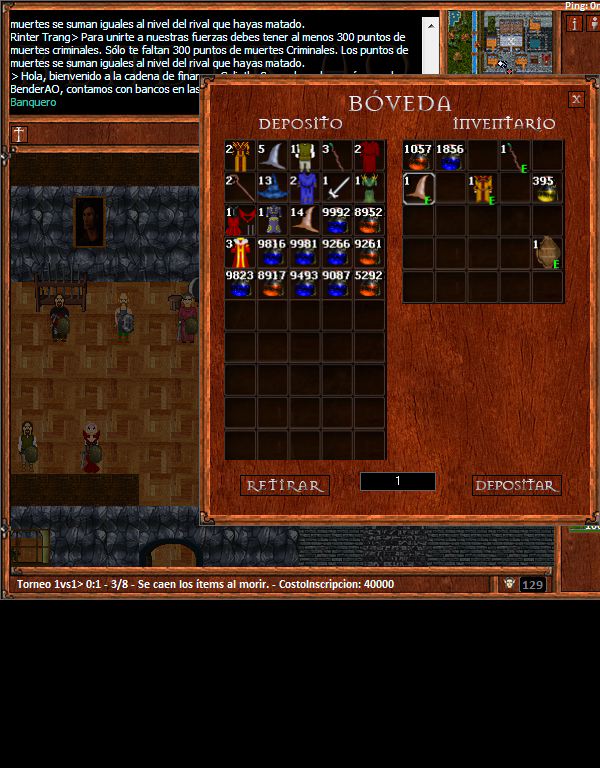 Ping: 0
muertes se suman iguales al nivel del rival que hayas matado.
Rinter Trang> Para unirte a nuestras fuerzas debes tener al menos 300 puntos de
muertes criminales. Sólo te faltan 300 puntos de muertes Criminales. Los puntos de
muertes se suman iguales al nivel del rival que hayas matado.
> Hola, bienvenido a la cadena de
BenderAO, contamos con bancos en las
Banquero
BÓVEDA
X
DEPOSITO
INVENTARIO
2 5 1 3 2
2 13 2 1 1
1 1 14 9992 8952
3 9816 9981 9266 9261
9823 8917 9493 9087 5292
1057 1856 1 E
1 E 1 E 395
1 E
RETIRAR
1
DEPOSITAR
Torneo 1vs1> 0:1 - 3/8 - Se caen los ítems al morir. - CostoInscripcion: 40000
129